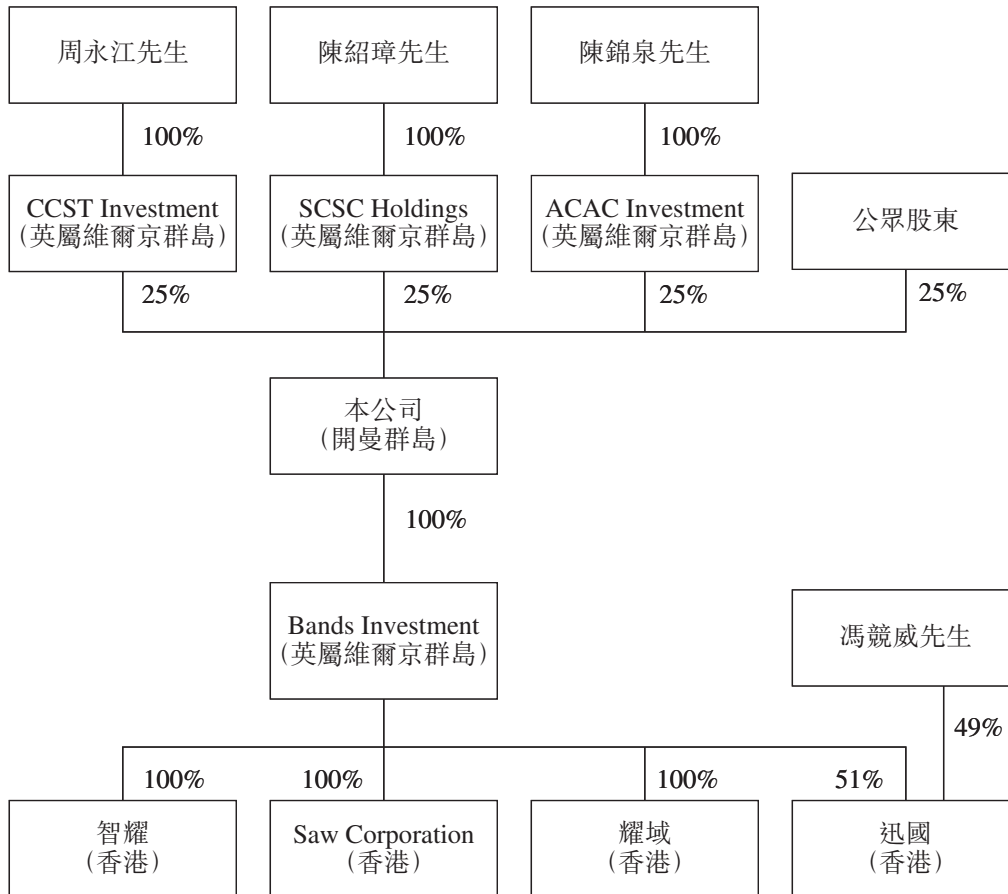 周永江先生
陳紹璋先生
陳錦泉先生
100%
100%
100%
CCST Investment
(英屬維爾京群島)
SCSC Holdings
(英屬維爾京群島)
ACAC Investment
(英屬維爾京群島)
公眾股東
25%
25%
25%
25%
本公司
(開曼群島)
100%
Bands Investment
(英屬維爾京群島)
馮競威先生
49%
100%
100%
100%
51%
智耀
(香港)
Saw Corporation
(香港)
耀域
(香港)
迅國
(香港)